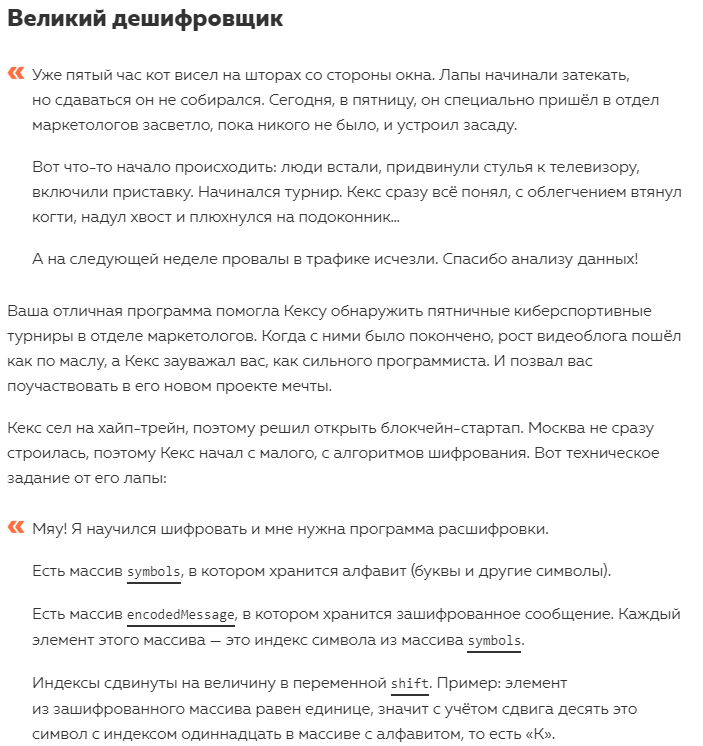 Великий дешифровщик
Уже пятый час кот висел на шторах со стороны окна. Лапы начинали затекать,
но сдаваться он не собирался. Сегодня, в пятницу, он специально пришёл в отдел
маркетологов засветло, пока никого не было, и устроил засаду.
Вот что-то начало происходить: люди встали, придвинули стулья к телевизору,
включили приставку. Начинался турнир. Кекс сразу всё понял, с облегчением втянул
когти, надул хвост и плюхнулся на подоконник...
А на следующей неделе провалы в трафике исчезли. Спасибо анализу данных!
Ваша отличная программа помогла Кексу обнаружить пятничные киберспортивные
турниры в отделе маркетологов. Когда с ними было покончено, рост видеоблога пошёл
как по маслу, а Кекс зауважал вас, как сильного программиста. И позвал вас
поучаствовать в его новом проекте мечты.
Кекс сел на хайп-трейн, поэтому решил открыть блокчейн-стартап. Москва не сразу
строилась, поэтому Кекс начал с малого, с алгоритмов шифрования. Вот техническое
задание от его лапы:
Мяу! Я научился шифровать и мне нужна программа расшифровки.
Есть массив symbols, в котором хранится алфавит (буквы и другие символы).
Есть массив encodedMessage, в котором хранится зашифрованное сообщение. Каждый
элемент этого массива — это индекс символа из массива symbols.
Индексы сдвинуты на величину в переменной shift. Пример: элемент
из зашифрованного массива равен единице, значит с учётом сдвига десять это
символ с индексом одиннадцать в массиве с алфавитом, то есть «К».